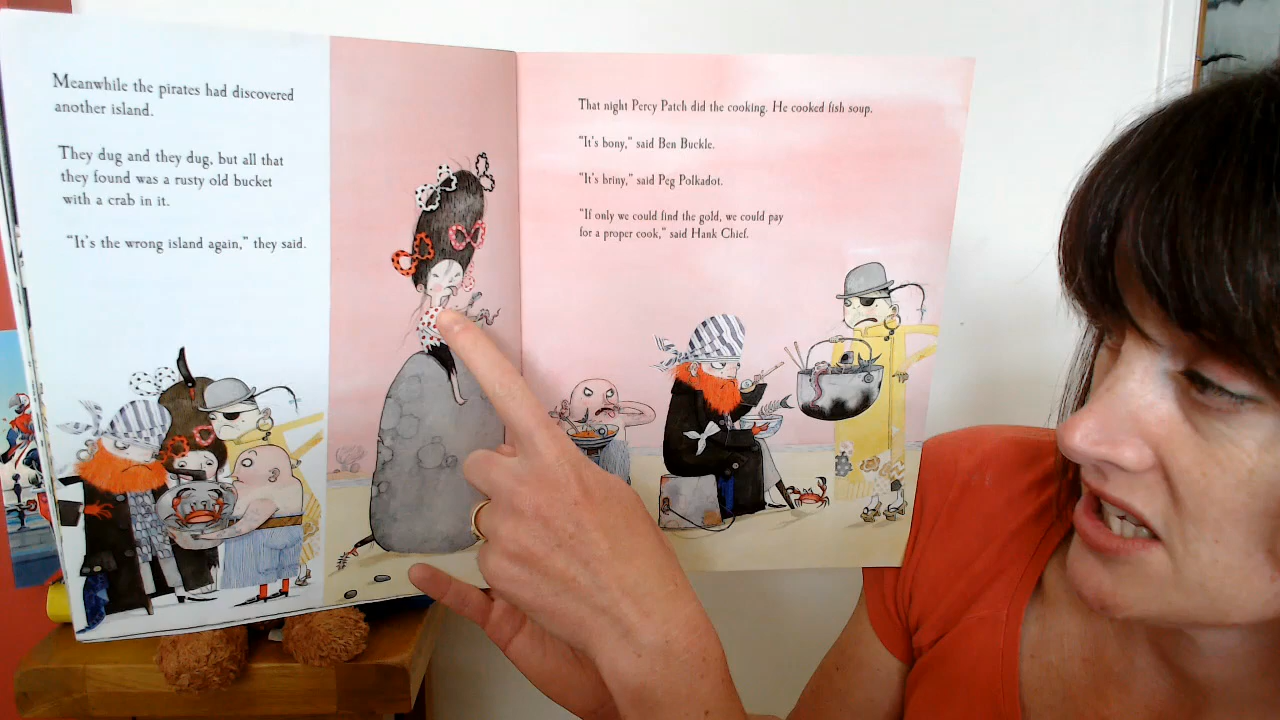 Meanwhile the pirates had discovered
another island.
They dug and they dug, but all that
they found was a rusty old bucket
with a crab in it.
"It's the wrong island again," they said.
That night Percy Patch did the cooking. He cooked fish soup.
"It's bony," said Ben Buckle.
"It's briny," said Peg Polkadot.
"If only we could find the gold, we could pay
for a proper cook," said Hank Chief.